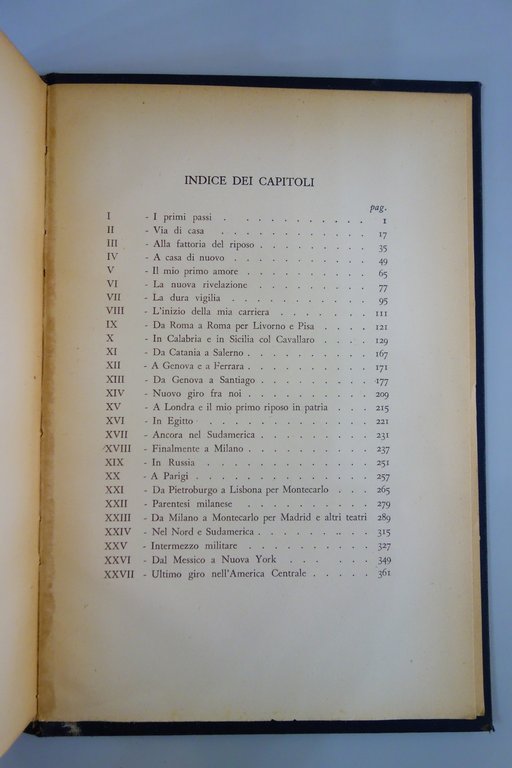 INDICE DEI CAPITOLI
pag.
I - I primi passi . . . . . . . . . . . 1
II - Via di casa . . . . . . . . . . . 17
III - Alla fattoria del riposo . . . . . . . . 35
IV - A casa di nuovo . . . . . . . . . . 49
V - Il mio primo amore . . . . . . . . . 65
VI - La nuova rivelazione . . . . . . . . . 77
VII - La dura vigilia . . . . . . . . . . 95
VIII - L'inizio della mia carriera . . . . . . . 111
IX - Da Roma a Roma per Livorno e Pisa . . . . 121
X - In Calabria e in Sicilia col Cavallaro . . . . 129
XI - Da Catania a Salerno . . . . . . . . . 167
XII - A Genova e a Ferrara . . . . . . . . . 171
XIII - Da Genova a Santiago . . . . . . . . 177
XIV - Nuovo giro fra noi . . . . . . . . . 209
XV - A Londra e il mio primo riposo in patria . . . 215
XVI - In Egitto . . . . . . . . . . . . 221
XVII - Ancora nel Sudamerica . . . . . . . . 231
XVIII - Finalmente a Milano . . . . . . . . . 237
XIX - In Russia . . . . . . . . . . . . 251
XX - A Parigi . . . . . . . . . . . . 257
XXI - Da Pietroburgo a Lisbona per Montecarlo . . . 265
XXII - Parentesi milanese . . . . . . . . . 279
XXIII - Da Milano a Montecarlo per Madrid e altri teatri 289
XXIV - Nel Nord e Sudamerica . . . . . . . . 315
XXV - Intermezzo militare . . . . . . . . . 327
XXVI - Dal Messico a Nuova York . . . . . . . 349
XXVII - Ultimo giro nell'America Centrale . . . . . 361